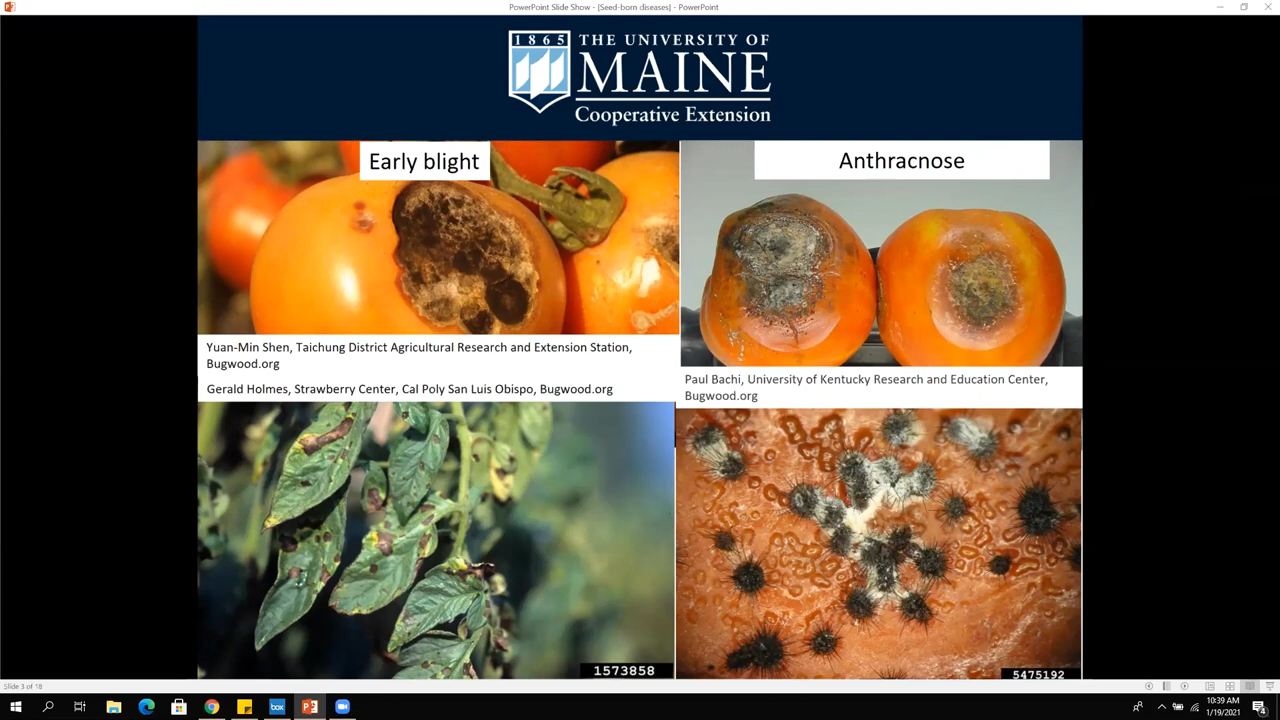 PowerPoint Slide Show - [Seed-born diseases] - PowerPoint
1865
THE UNIVERSITY OF
MAINE
Cooperative Extension
Early blight
Anthracnose
Yuan-Min Shen, Taichung District Agricultural Research and Extension Station,
Bugwood.org
Gerald Holmes, Strawberry Center, Cal Poly San Luis Obispo, Bugwood.org
Paul Bachi, University of Kentucky Research and Education Center,
Bugwood.org
1573858
5475192
Slide 3 of 18
box
10:39 AM
1/19/2021
4